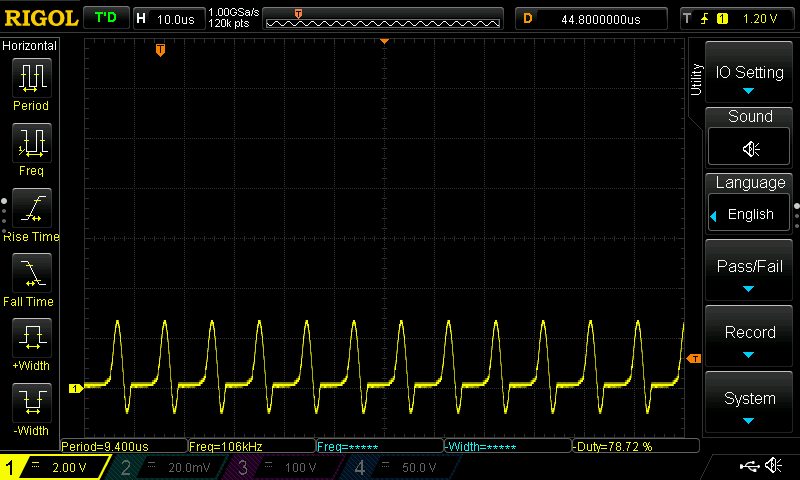 RIGOL T'D H 10.0us 1.00GSa/s 120k pts T D 44.8000000us T 1 1.20 V
Horizontal
Period
Freq
Rise Time
Fall Time
+Width
-Width
T
1
T
Utility
IO Setting
Sound
Language
English
Pass/Fail
Record
System
Period=9.400us Freq=106kHz Freq=***** -Width=***** -Duty=78.72 %
1 2.00 V 2 20.0mV 3 100 V 4 50.0V